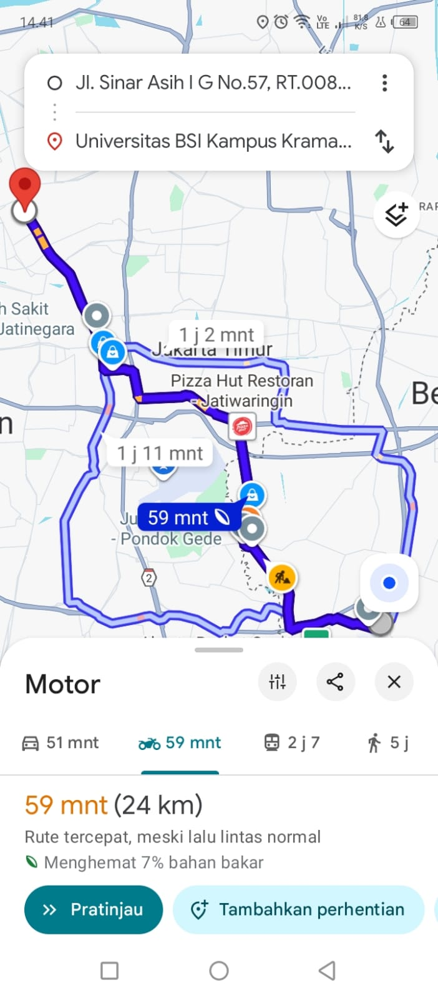 14.41
Vo
LTE
81,8
K/S
64
Jl. Sinar Asih I G No.57, RT.008...
Universitas BSI Kampus Krama...
RAF
h Sakit
Jatinegara
1 j 2 mnt
Jakarta Timur
Pizza Hut Restoran
- Jatiwaringin
Be
n
1 j 11 mnt
59 mnt
Ju
- Pondok Gede
2
Motor
51 mnt
59 mnt
2 j 7
5 j
59 mnt (24 km)
Rute tercepat, meski lalu lintas normal
Menghemat 7% bahan bakar
Pratinjau
Tambahkan perhentian